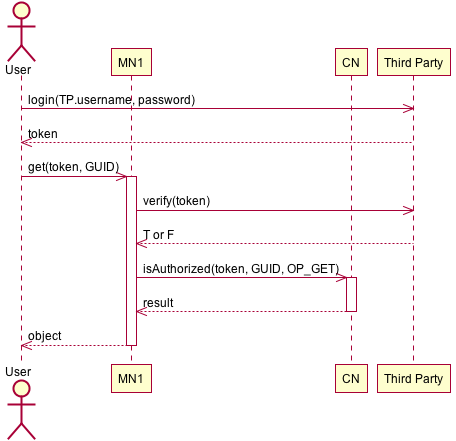 User
MN1
CN
Third Party
login(TP.username, password)
token
get(token, GUID)
verify(token)
T or F
isAuthorized(token, GUID, OP_GET)
result
object
User
MN1
CN
Third Party